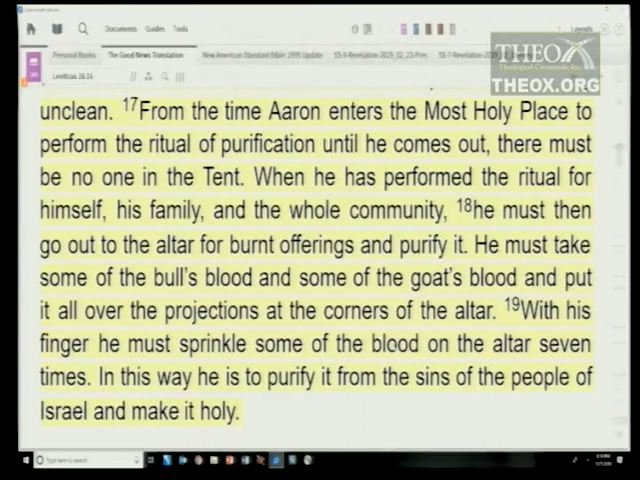 Documents Guides Tools
Layouts
Personal Books The Good News Translation New American Standard Bible: 1995 Update
Leviticus 16:16
THEOX
THEOX.ORG
unclean. 17From the time Aaron enters the Most Holy Place to
perform the ritual of purification until he comes out, there must
be no one in the Tent. When he has performed the ritual for
himself, his family, and the whole community, 18he must then
go out to the altar for burnt offerings and purify it. He must take
some of the bull's blood and some of the goat's blood and put
it all over the projections at the corners of the altar. 19With his
finger he must sprinkle some of the blood on the altar seven
times. In this way he is to purify it from the sins of the people of
Israel and make it holy.
Type here to search